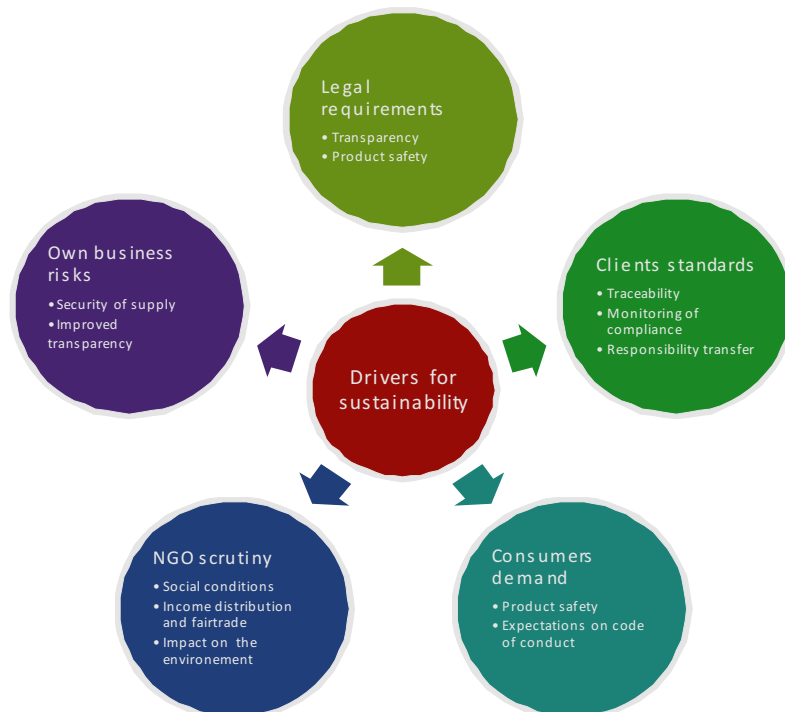 Legal
requirements
• Transparency
• Product safety
Own business
risks
• Security of supply
• Improved
transparency
Clients standards
• Traceability
• Monitoring of
compliance
• Responsibility transfer
Drivers for
sustainability
NGO scrutiny
• Social conditions
• Income distribution
and fairtrade
• Impact on the
environement
Consumers
demand
• Product safety
• Expectations on code
of conduct